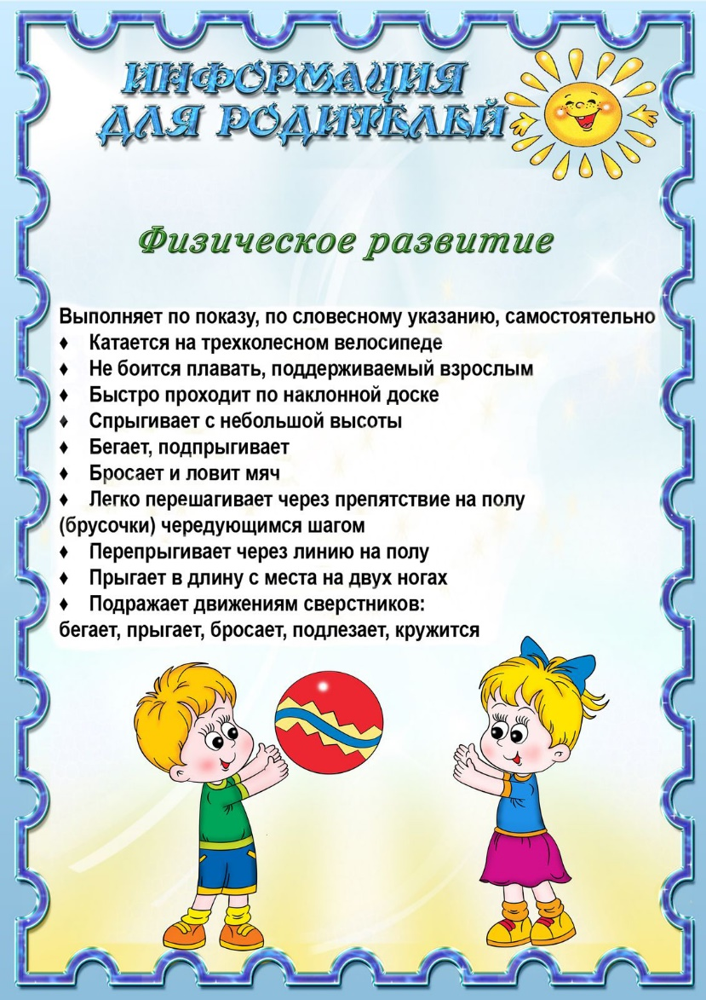 ИНФОРМАЦИЯ
ДЛЯ РОДИТЕЛЕЙ
Физическое развитие
Выполняет по показу, по словесному указанию, самостоятельно
♦ Катается на трехколесном велосипеде
♦ Не боится плавать, поддерживаемый взрослым
♦ Быстро проходит по наклонной доске
♦ Спрыгивает с небольшой высоты
♦ Бегает, подпрыгивает
♦ Бросает и ловит мяч
♦ Легко перешагивает через препятствие на полу
(брусочки) чередующимся шагом
♦ Перепрыгивает через линию на полу
♦ Прыгает в длину с места на двух ногах
♦ Подражает движениям сверстников:
бегает, прыгает, бросает, подлезает, кружится